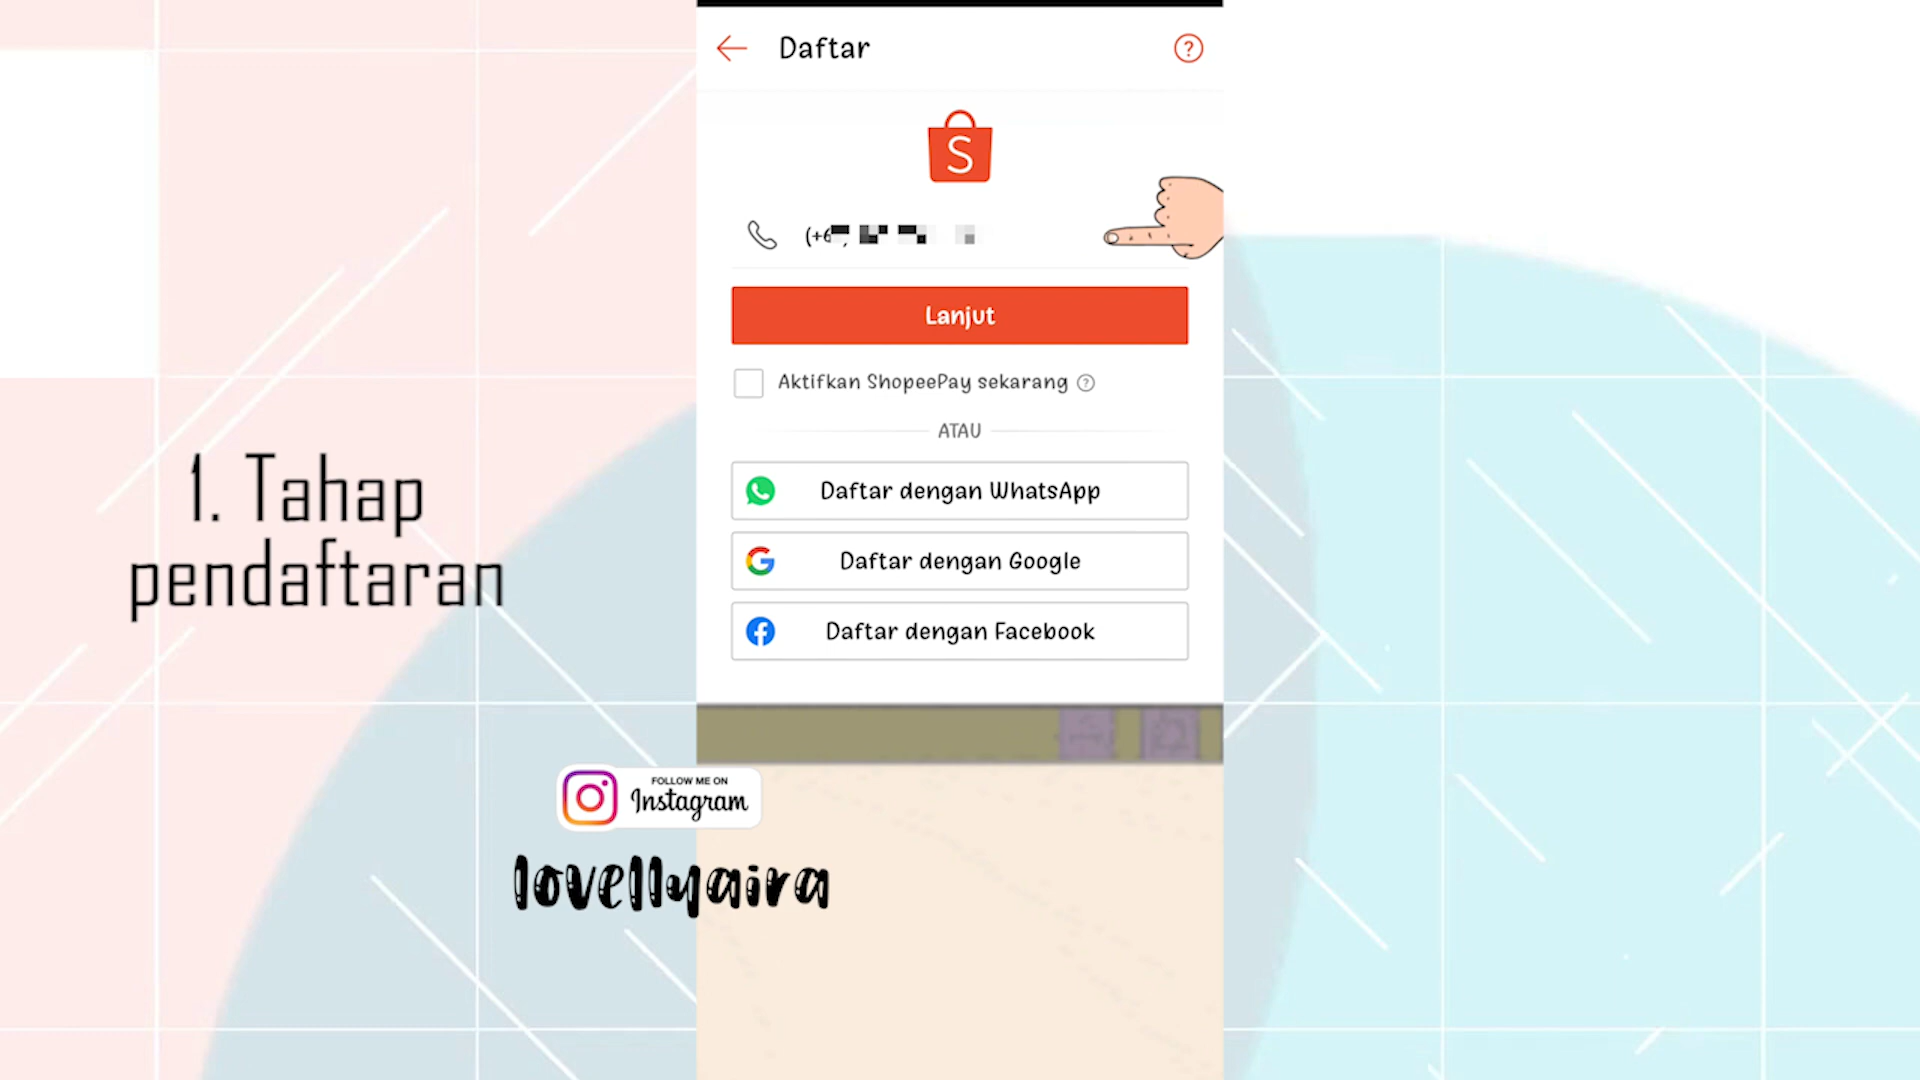 Daftar
?
S
(+6
Lanjut
Aktifkan ShopeePay sekarang ?
ATAU
Daftar dengan WhatsApp
Daftar dengan Google
Daftar dengan Facebook
1. Tahap
pendaftaran
FOLLOW ME ON
Instagram
lovellyaira